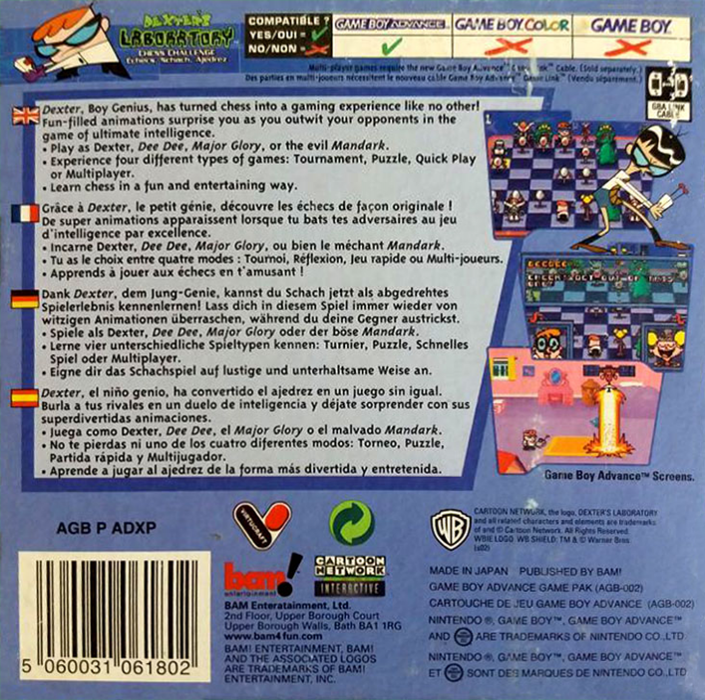 DEXTER'S
LABORATORY
CHESS CHALLENGE
Echecs, Schach, Ajedrez
COMPATIBLE ?
YES/OUI =
NO/NON =
GAME BOY ADVANCE
GAME BOY COLOR
GAME BOY
Multi-player games require the new Game Boy Advance™ Game Link™ Cable. (Sold separately.)
Des parties en multi-joueurs nécessitent le nouveau câble Game Boy Advance™ Game Link™ (Vendu séparement.)
GBA LINK
CABLE
Dexter, Boy Genius, has turned chess into a gaming experience like no other!
Fun-filled animations surprise you as you outwit your opponents in the
game of ultimate intelligence.
• Play as Dexter, Dee Dee, Major Glory, or the evil Mandark.
• Experience four different types of games: Tournament, Puzzle, Quick Play
or Multiplayer.
• Learn chess in a fun and entertaining way.
Grâce à Dexter, le petit génie, découvre les échecs de façon originale !
De super animations apparaissent lorsque tu bats tes adversaires au jeu
d'intelligence par excellence.
• Incarne Dexter, Dee Dee, Major Glory, ou bien le méchant Mandark.
• Tu as le choix entre quatre modes : Tournoi, Réflexion, Jeu rapide ou Multi-joueurs.
• Apprends à jouer aux échecs en t'amusant !
Dank Dexter, dem Jung-Genie, kannst du Schach jetzt als abgedrehtes
Spielerlebnis kennenlernen! Lass dich in diesem Spiel immer wieder von
witzigen Animationen überraschen, während du deine Gegner austrickst.
• Spiele als Dexter, Dee Dee, Major Glory oder der böse Mandark.
• Lerne vier unterschiedliche Spieltypen kennen: Turnier, Puzzle, Schnelles
Spiel oder Multiplayer.
• Eigne dir das Schachspiel auf lustige und unterhaltsame Weise an.
Dexter, el niño genio, ha convertido el ajedrez en un juego sin igual.
Burla a tus rivales en un duelo de inteligencia y déjate sorprender con sus
superdivertidas animaciones.
• Juega como Dexter, Dee Dee, el Major Glory o el malvado Mandark.
• No te pierdas ni uno de los cuatro diferentes modos: Torneo, Puzzle,
Partida rápida y Multijugador.
• Aprende a jugar al ajedrez de la forma más divertida y entretenida.
Game Boy Advance™ Screens.
AGB P ADXP
5 060031 061802
VIRTUCRAFT
bam!
entertainment
CARTOON
NETWORK
INTERACTIVE
BAM Enteratainment, Ltd.
2nd Floor, Upper Borough Court
Upper Borough Walls, Bath BA1 1RG
www.bam4fun.com
BAM! ENTERTAINMENT, BAM!
AND THE ASSOCIATED LOGOS
ARE TRADEMARKS OF BAM!
ENTERTAINMENT, INC.
WB
CARTOON NETWORK, the logo, DEXTER'S LABORATORY
and all related characters and elements are trademarks
of and © Cartoon Network. All Rights Reserved.
WBIE LOGO, WB SHIELD: TM & © Warner Bros.
(s02)
MADE IN JAPAN PUBLISHED BY BAM!
GAME BOY ADVANCE GAME PAK (AGB-002)
CARTOUCHE DE JEU GAME BOY ADVANCE (AGB-002)
NINTENDO ®, GAME BOY™, GAME BOY ADVANCE™
AND ARE TRADEMARKS OF NINTENDO CO.,LTD
NINTENDO ®, GAME BOY™, GAME BOY ADVANCE™
ET SONT DES MARQUES DE NINTENDO CO.,LTD